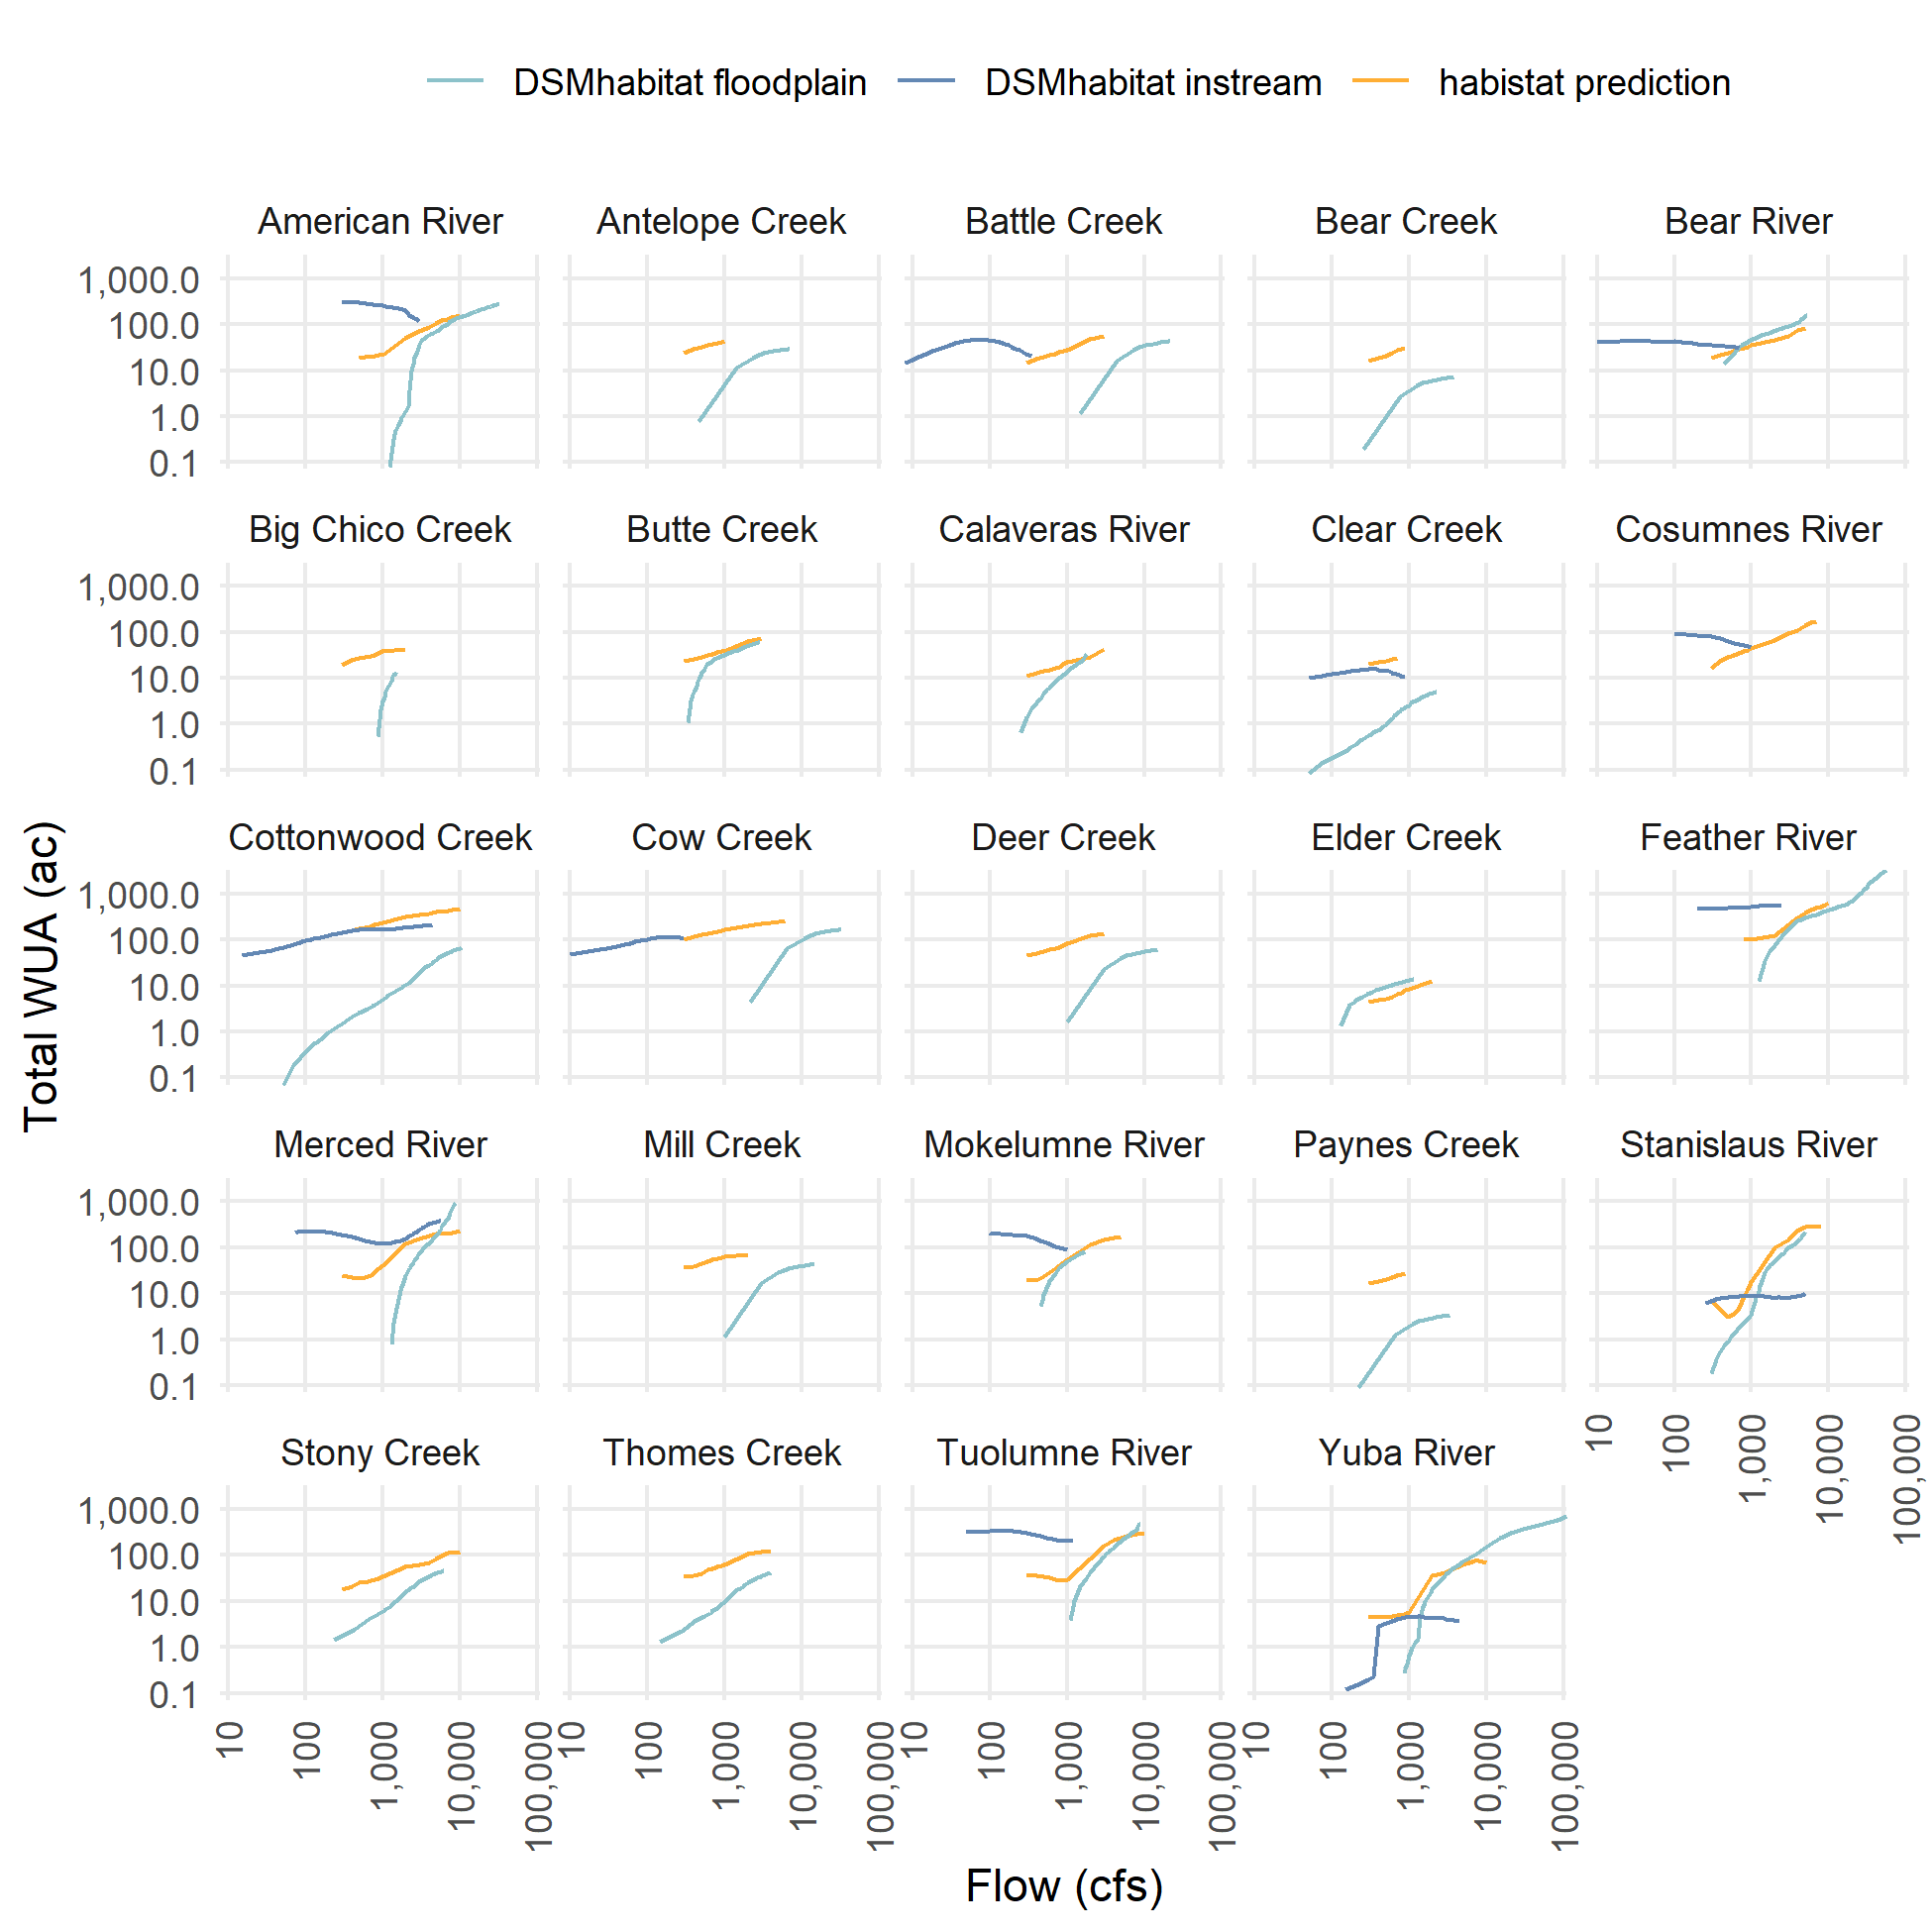 DSMhabitat floodplain DSMhabitat instream habistat prediction
American River Antelope Creek Battle Creek Bear Creek Bear River
1,000.0
100.0
10.0
1.0
0.1
Big Chico Creek Butte Creek Calaveras River Clear Creek Cosumnes River
1,000.0
100.0
10.0
1.0
0.1
Cottonwood Creek Cow Creek Deer Creek Elder Creek Feather River
1,000.0
100.0
10.0
1.0
0.1
Total WUA (ac)
Merced River Mill Creek Mokelumne River Paynes Creek Stanislaus River
1,000.0
100.0
10.0
1.0
0.1
10 100 1,000 10,000 100,000
Stony Creek Thomes Creek Tuolumne River Yuba River
1,000.0
100.0
10.0
1.0
0.1
10 100 1,000 10,000 100,000 10 100 1,000 10,000 100,000 10 100 1,000 10,000 100,000 10 100 1,000 10,000 100,000
Flow (cfs)